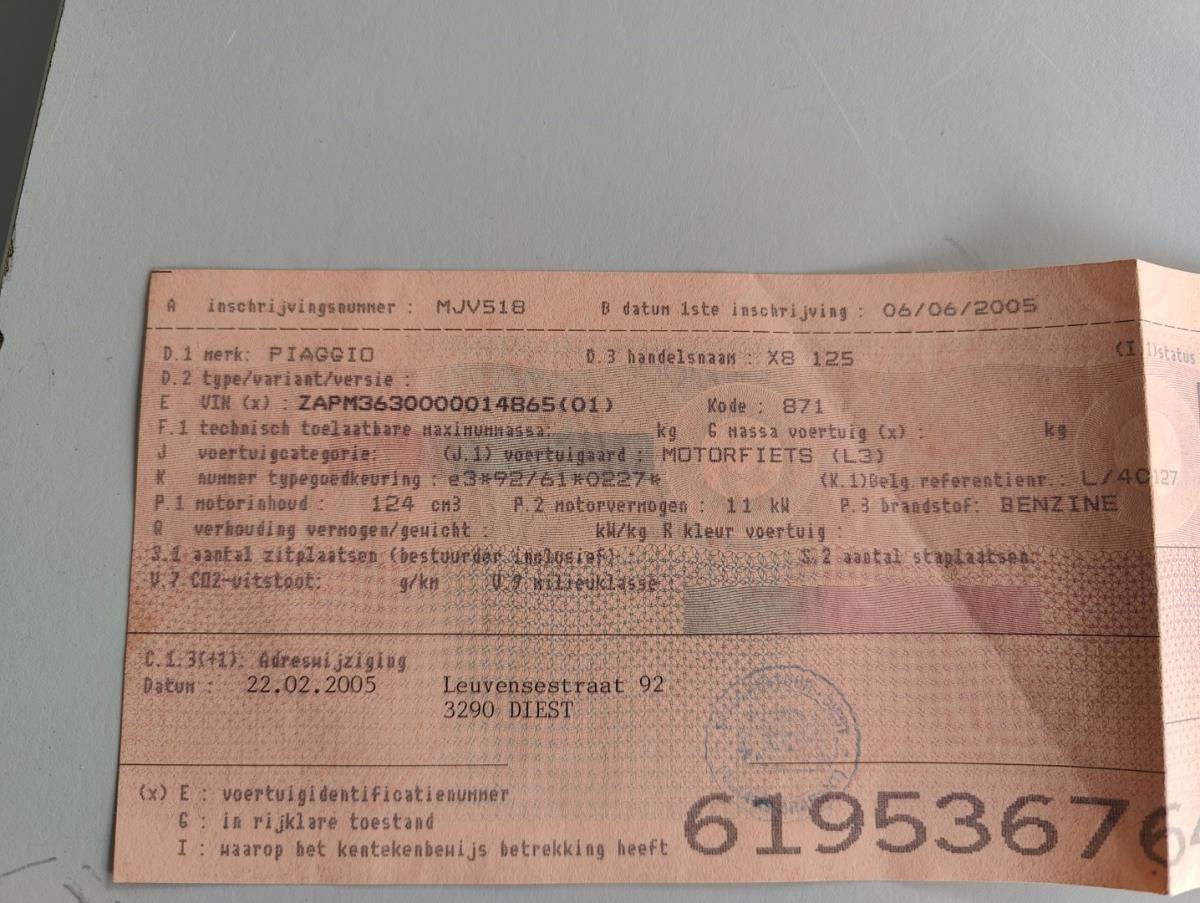 A inschrijvingsnummer : MJV518 B datum 1ste inschrijving : 06/06/2005
D.1 merk: PIAGGIO D.3 handelsnaam : X8 125 (I.1)status
D.2 type/variant/versie :
E VIN (x) : ZAPM3630000014865(01) Kode : 871
F.1 technisch toelaatbare maximummassa: kg G massa voertuig (x) : kg
J voertuigcategorie: (J.1) voertuigaard : MOTORFIETS (L3)
K nummer typegoedkeuring : e3*92/61*0227* (K.1)Belg.referentienr.: L/4C127
P.1 motorinhoud : 124 cm3 P.2 motorvermogen : 11 kW P.3 brandstof: BENZINE
Q verhouding vermogen/gewicht : kW/kg R kleur voertuig :
S.1 aantal zitplaatsen (bestuurder inclusief) : S.2 aantal staplaatsen:
V.7 CO2-uitstoot: g/km V.9 milieuklasse :
C.1.3(+1): Adreswijziging
Datum : 22.02.2005 Leuvensestraat 92
3290 DIEST
(x) E : voertuigidentificatienummer
G : in rijklare toestand
I : waarop het kentekenbewijs betrekking heeft
6195367664